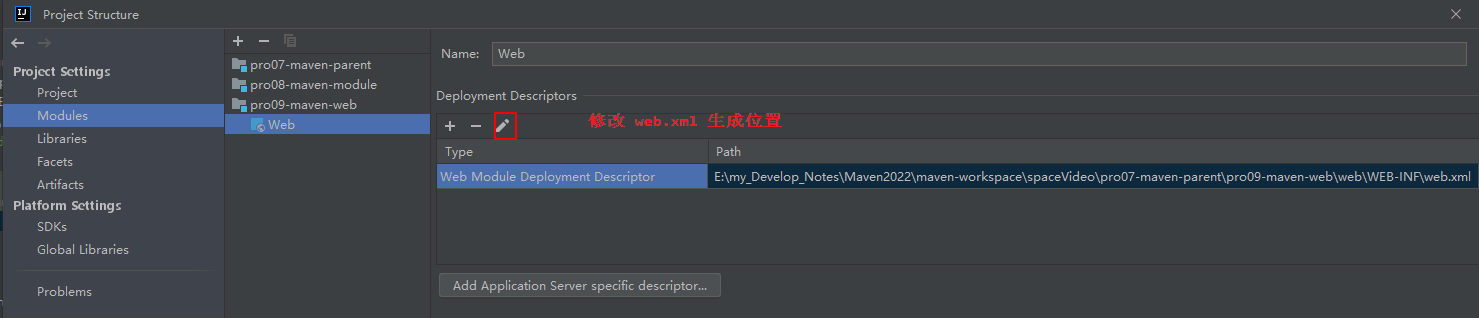 Project Structure
Project Settings
Project
Modules
Libraries
Facets
Artifacts
Platform Settings
SDKs
Global Libraries
Problems
pro07-maven-parent
pro08-maven-module
pro09-maven-web
Web
Name: Web
Deployment Descriptors
修改 web.xml 生成位置
Type Path
Web Module Deployment Descriptor E:\my_Develop_Notes\Maven2022\maven-workspace\spaceVideo\pro07-maven-parent\pro09-maven-web\web\WEB-INF\web.xml
Add Application Server specific descriptor...